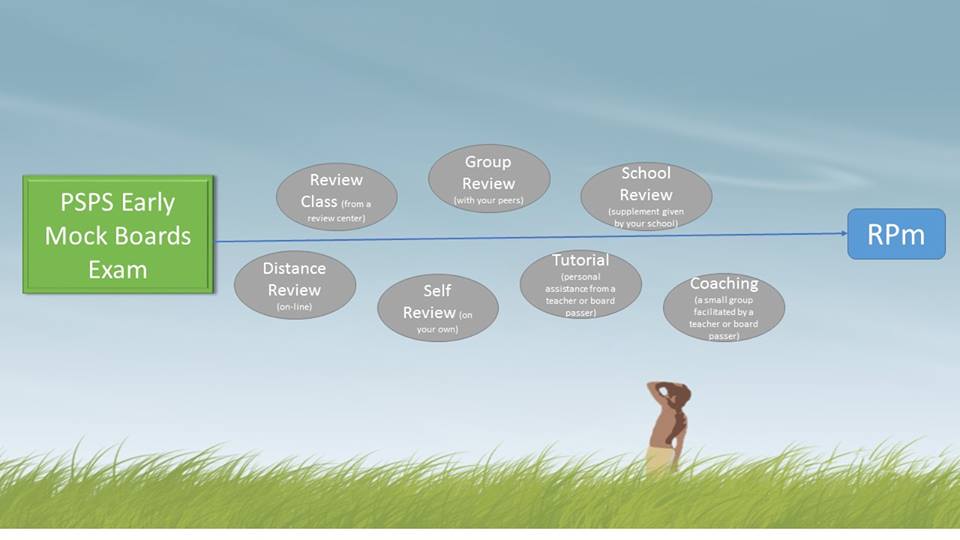 PSPS Early
Mock Boards
Exam
Review
Class (from a
review center)
Group
Review
(with your peers)
School
Review
(supplement given
by your school)
RPm
Distance
Review
(on-line)
Self
Review (on
your own)
Tutorial
(personal
assistance from a
teacher or board
passer)
Coaching
(a small group
facilitated by a
teacher or board
passer)